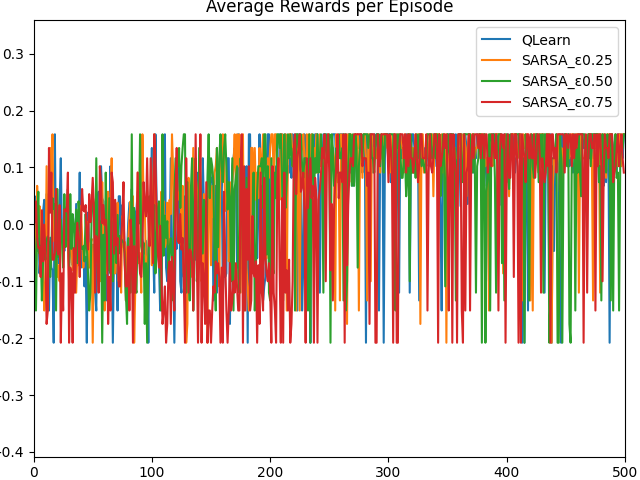 Average Rewards per Episode
QLearn
SARSA_ε0.25
SARSA_ε0.50
SARSA_ε0.75
0.3
0.2
0.1
0.0
-0.1
-0.2
-0.3
-0.4
0 100 200 300 400 500